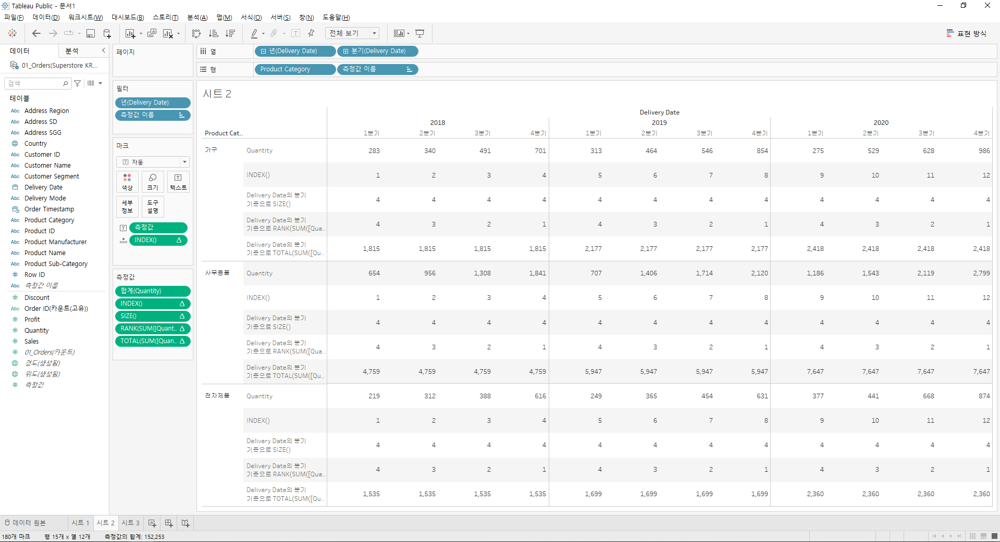 Tableau Public - 문서1
파일(F) 데이터(D) 워크시트(W) 대시보드(B) 스토리(T) 분석(A) 맵(M) 서식(O) 서버(S) 창(N) 도움말(H)
전체 보기
표현 방식
데이터 분석
01_Orders(Superstore KR...
검색
테이블
Abc Address Region
Abc Address SD
Abc Address SGG
Country
Abc Customer ID
Abc Customer Name
Abc Customer Segment
Delivery Date
Abc Delivery Mode
Order Timestamp
Abc Product Category
Abc Product ID
Abc Product Manufacturer
Abc Product Name
Abc Product Sub-Category
# Row ID
Abc 측정값 이름
# Discount
Abc Order ID(카운트(고유))
# Profit
# Quantity
# Sales
# 01_Orders(카운트)
경도(생성됨)
위도(생성됨)
# 측정값
페이지
필터
년(Delivery Date)
측정값 이름
마크
T 자동
색상 크기 텍스트
세부 정보
도구 설명
T 측정값
INDEX() Δ
측정값
합계(Quantity)
INDEX() Δ
SIZE() Δ
RANK(SUM([Quant.. Δ
TOTAL(SUM([Quan.. Δ
열 년(Delivery Date) 분기(Delivery Date)
행 Product Category 측정값 이름
시트 2
Delivery Date
2018 2019 2020
Product Cat.. 1분기 2분기 3분기 4분기 1분기 2분기 3분기 4분기 1분기 2분기 3분기 4분기
가구 Quantity 283 340 491 701 313 464 546 854 275 529 628 986
INDEX() 1 2 3 4 5 6 7 8 9 10 11 12
Delivery Date의 분기
기준으로 SIZE() 4 4 4 4 4 4 4 4 4 4 4 4
Delivery Date의 분기
기준으로 RANK(SUM([Qua.. 4 3 2 1 4 3 2 1 4 3 2 1
Delivery Date의 분기
기준으로 TOTAL(SUM([Qu.. 1,815 1,815 1,815 1,815 2,177 2,177 2,177 2,177 2,418 2,418 2,418 2,418
사무용품 Quantity 654 956 1,308 1,841 707 1,406 1,714 2,120 1,186 1,543 2,119 2,799
INDEX() 1 2 3 4 5 6 7 8 9 10 11 12
Delivery Date의 분기
기준으로 SIZE() 4 4 4 4 4 4 4 4 4 4 4 4
Delivery Date의 분기
기준으로 RANK(SUM([Qua.. 4 3 2 1 4 3 2 1 4 3 2 1
Delivery Date의 분기
기준으로 TOTAL(SUM([Qu.. 4,759 4,759 4,759 4,759 5,947 5,947 5,947 5,947 7,647 7,647 7,647 7,647
전자제품 Quantity 219 312 388 616 249 365 454 631 377 441 668 874
INDEX() 1 2 3 4 5 6 7 8 9 10 11 12
Delivery Date의 분기
기준으로 SIZE() 4 4 4 4 4 4 4 4 4 4 4 4
Delivery Date의 분기
기준으로 RANK(SUM([Qua.. 4 3 2 1 4 3 2 1 4 3 2 1
Delivery Date의 분기
기준으로 TOTAL(SUM([Qu.. 1,535 1,535 1,535 1,535 1,699 1,699 1,699 1,699 2,360 2,360 2,360 2,360
데이터 원본 시트 1 시트 2 시트 3
180개 마크 행 15개 x 열 12개 측정값의 합계: 152,253